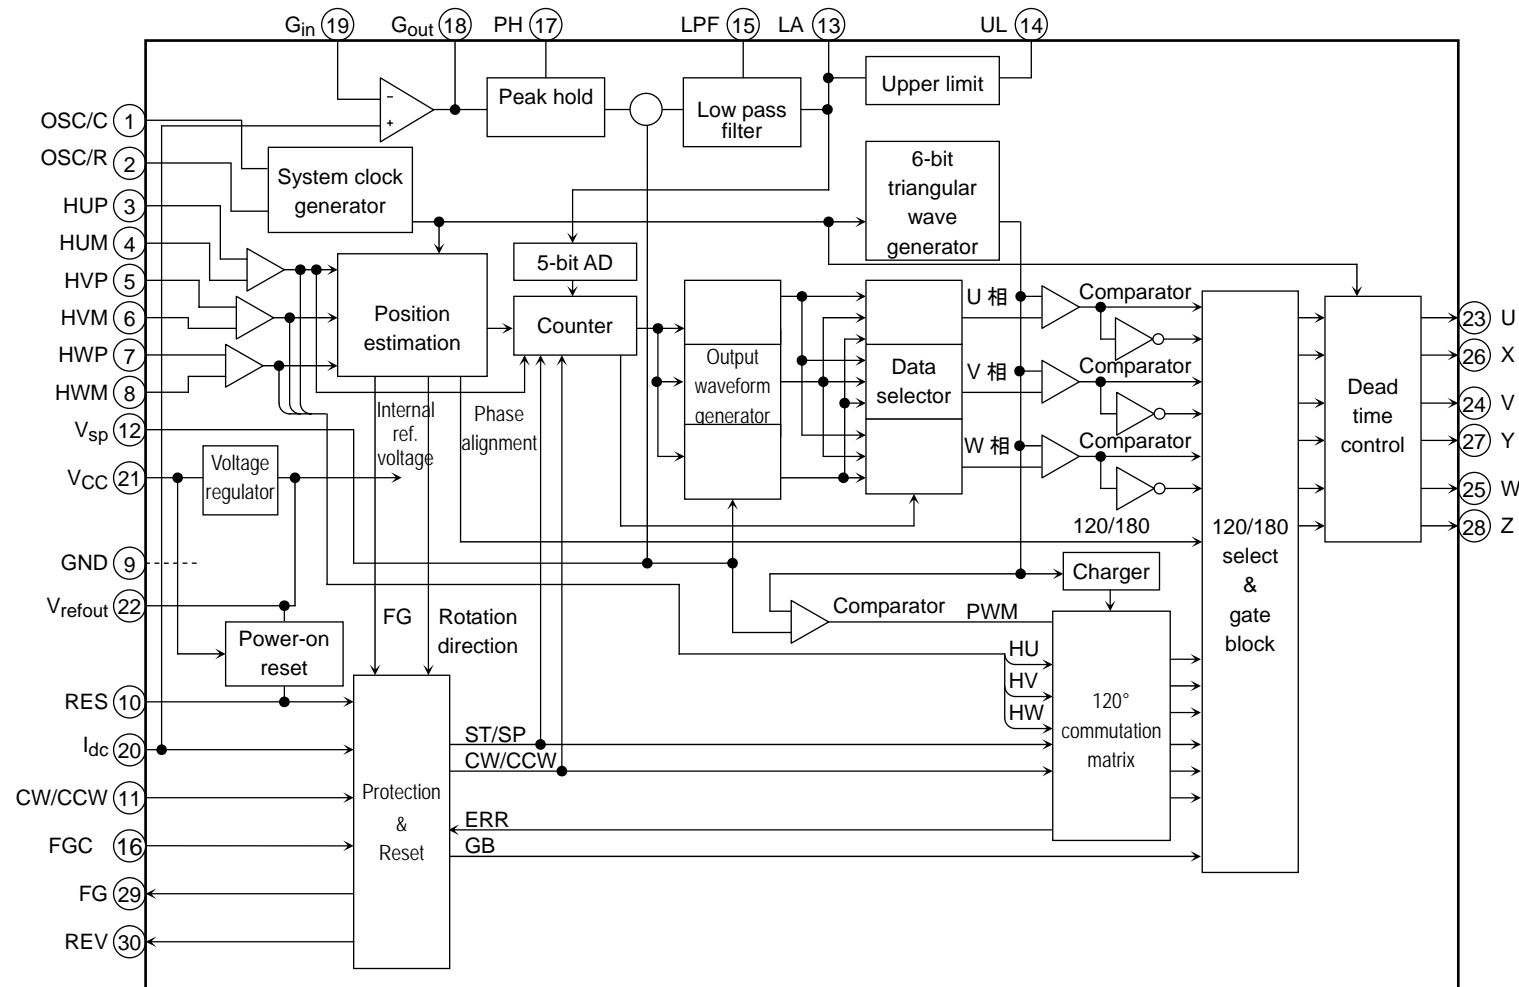 Gin 19
Gout 18
PH 17
LPF 15
LA 13
UL 14
OSC/C 1
OSC/R 2
HUP 3
HUM 4
HVP 5
HVM 6
HWP 7
HWM 8
Vsp 12
VCC 21
GND 9
Vrefout 22
RES 10
Idc 20
CW/CCW 11
FGC 16
FG 29
REV 30
−
+
Peak hold
Low pass
filter
Upper limit
System clock
generator
6-bit
triangular
wave
generator
5-bit AD
Position
estimation
Counter
Output
waveform
generator
Data
selector
U 相
V 相
W 相
Comparator
Comparator
Comparator
Internal
ref.
voltage
Phase
alignment
Voltage
regulator
120/180
120/180
select
&
gate
block
Dead
time
control
23 U
26 X
24 V
27 Y
25 W
28 Z
Charger
Comparator
PWM
FG
Rotation
direction
Power-on
reset
HU
HV
HW
120°
commutation
matrix
ST/SP
CW/CCW
ERR
GB
Protection
&
Reset